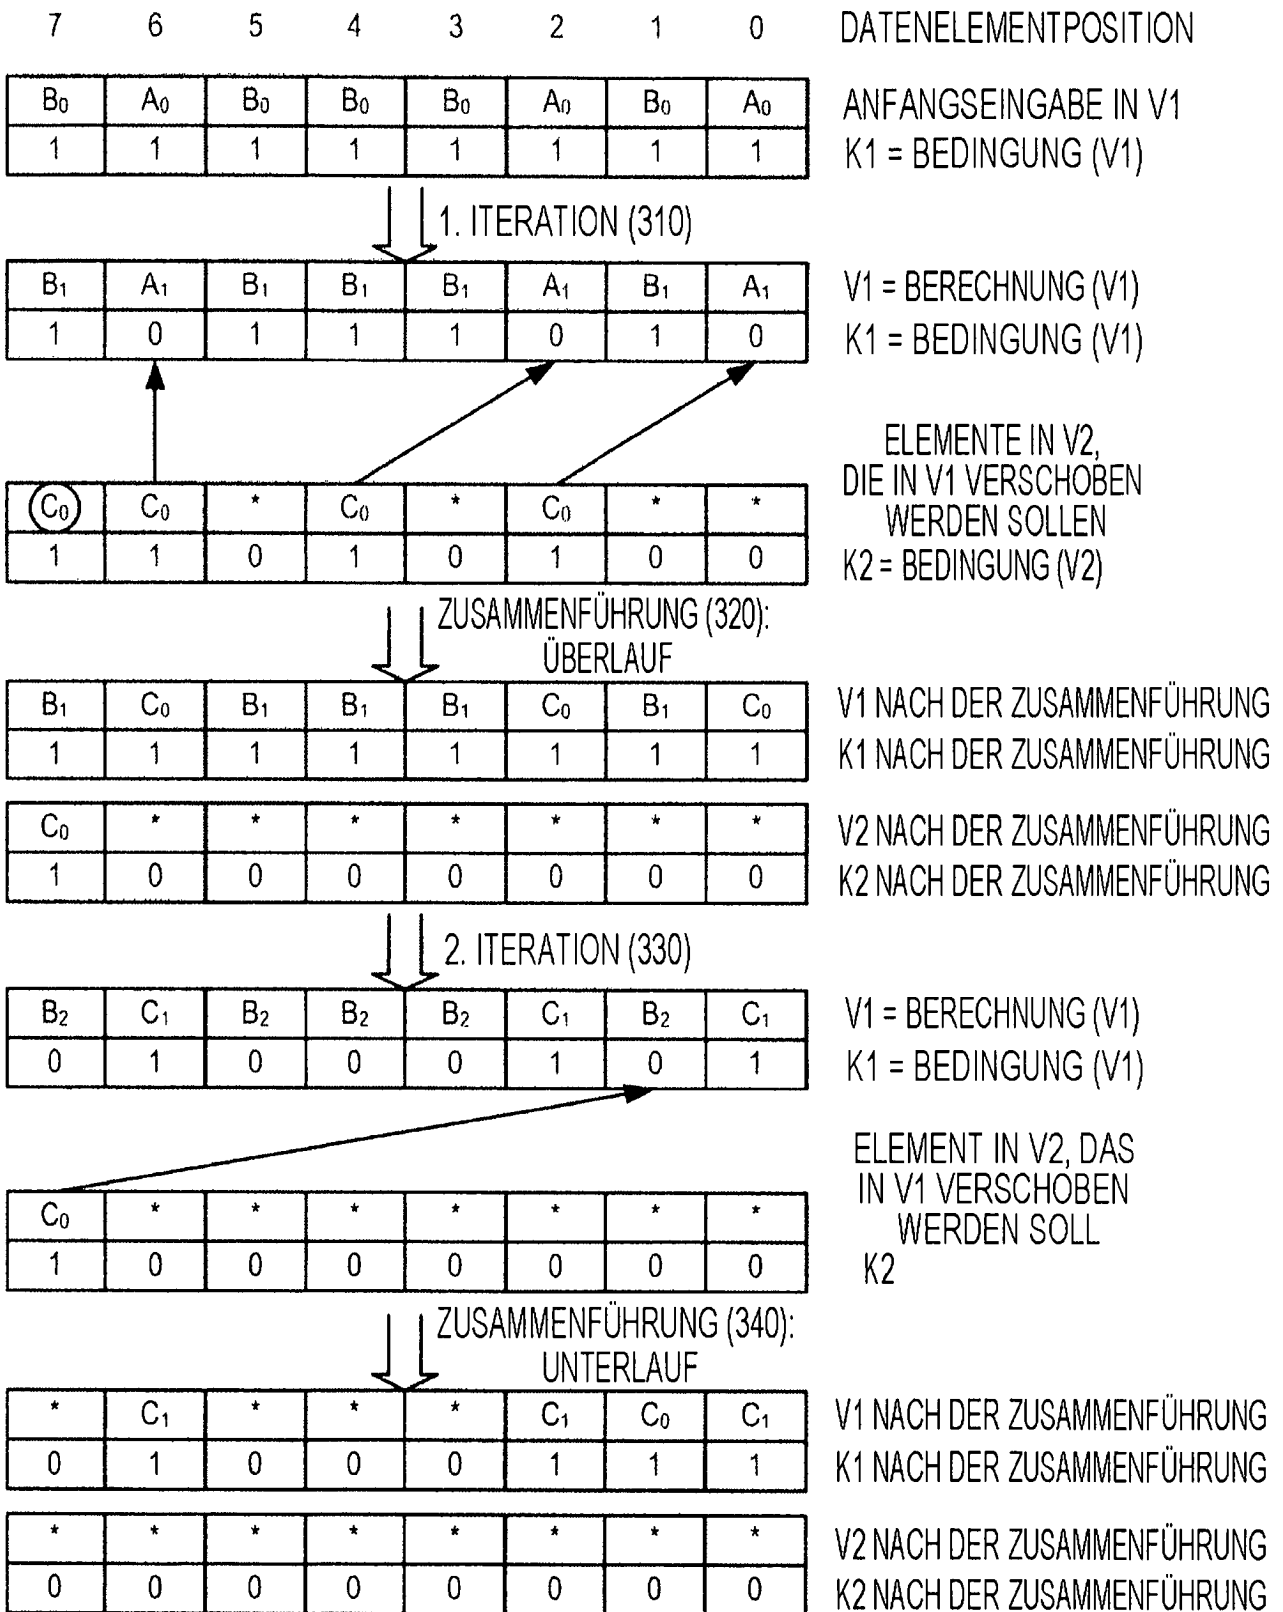 7 6 5 4 3 2 1 0 DATENELEMENTPOSITION
B₀ A₀ B₀ B₀ B₀ A₀ B₀ A₀ ANFANGSEINGABE IN V1
1 1 1 1 1 1 1 1 K1 = BEDINGUNG (V1)
1. ITERATION (310)
B₁ A₁ B₁ B₁ B₁ A₁ B₁ A₁ V1 = BERECHNUNG (V1)
1 0 1 1 1 0 1 0 K1 = BEDINGUNG (V1)
ELEMENTE IN V2,
DIE IN V1 VERSCHOBEN
WERDEN SOLLEN
C₀ C₀ * C₀ * C₀ * *
1 1 0 1 0 1 0 0 K2 = BEDINGUNG (V2)
ZUSAMMENFÜHRUNG (320):
ÜBERLAUF
B₁ C₀ B₁ B₁ B₁ C₀ B₁ C₀ V1 NACH DER ZUSAMMENFÜHRUNG
1 1 1 1 1 1 1 1 K1 NACH DER ZUSAMMENFÜHRUNG
C₀ * * * * * * * V2 NACH DER ZUSAMMENFÜHRUNG
1 0 0 0 0 0 0 0 K2 NACH DER ZUSAMMENFÜHRUNG
2. ITERATION (330)
B₂ C₁ B₂ B₂ B₂ C₁ B₂ C₁ V1 = BERECHNUNG (V1)
0 1 0 0 0 1 0 1 K1 = BEDINGUNG (V1)
ELEMENT IN V2, DAS
IN V1 VERSCHOBEN
WERDEN SOLL
C₀ * * * * * * *
1 0 0 0 0 0 0 0 K2
ZUSAMMENFÜHRUNG (340):
UNTERLAUF
* C₁ * * * C₁ C₀ C₁ V1 NACH DER ZUSAMMENFÜHRUNG
0 1 0 0 0 1 1 1 K1 NACH DER ZUSAMMENFÜHRUNG
* * * * * * * * V2 NACH DER ZUSAMMENFÜHRUNG
0 0 0 0 0 0 0 0 K2 NACH DER ZUSAMMENFÜHRUNG